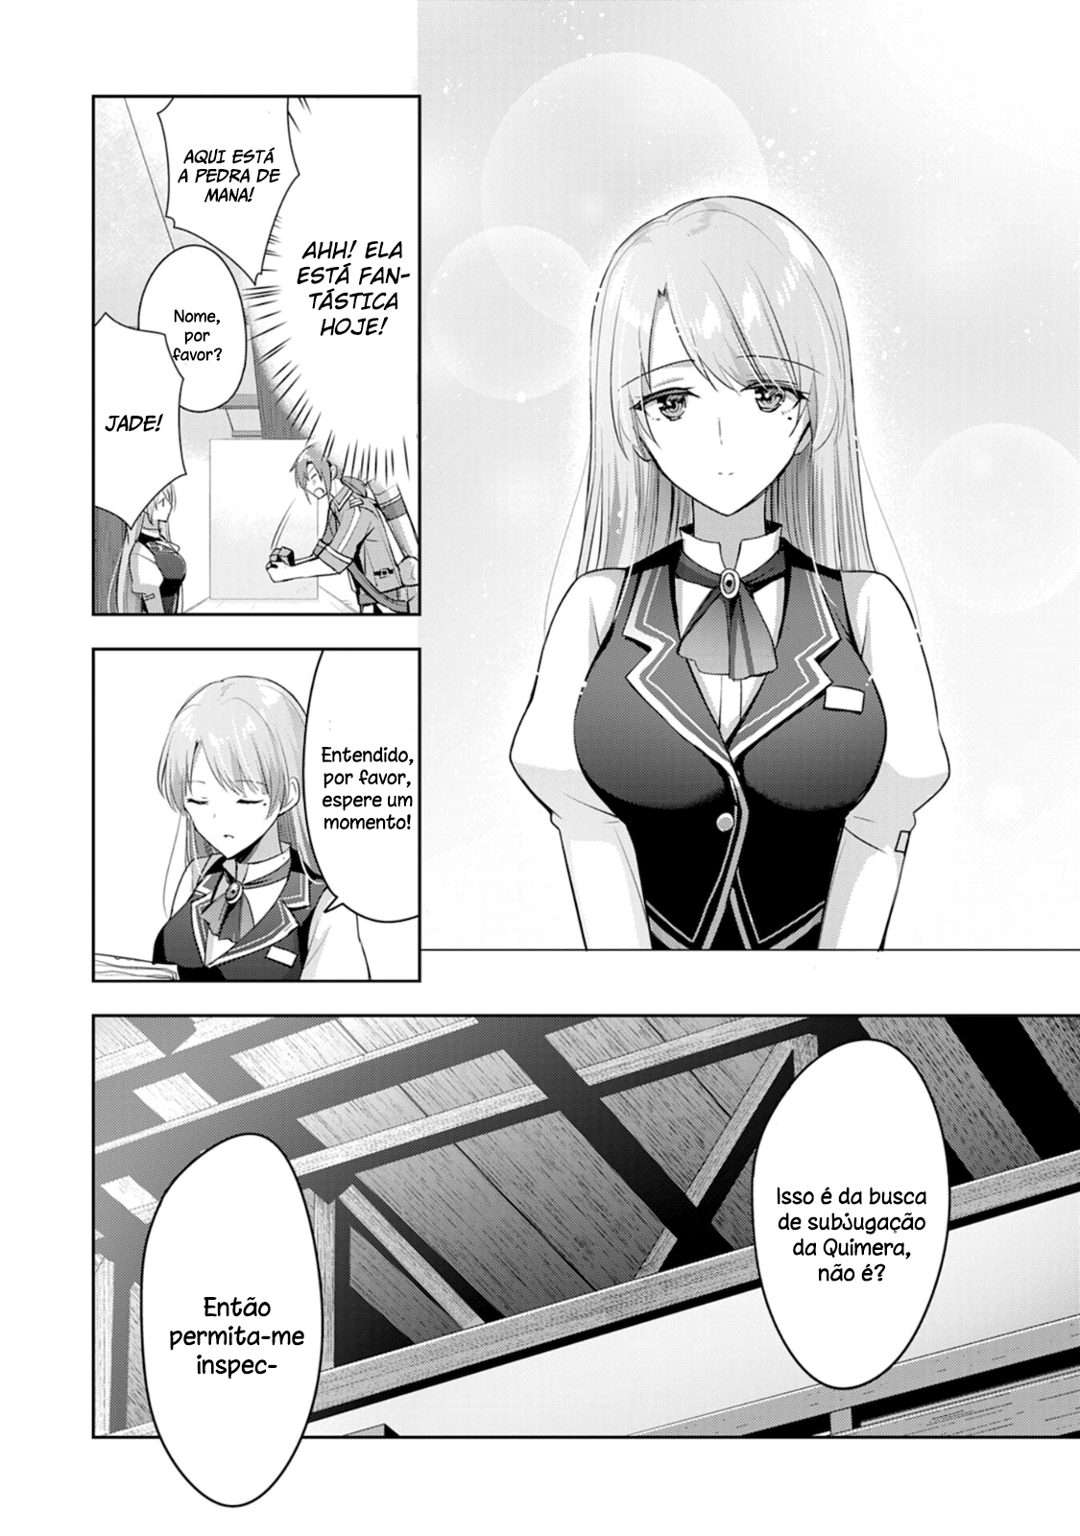 AHH! ELA
ESTÁ FAN-
TÁSTICA
HOJE!
AQUI ESTÁ
A PEDRA DE
MANA!
Nome,
por
favor?
JADE!
Entendido,
por favor,
espere um
momento!
Isso é da busca
de subjugação
da Quimera,
não é?
Então
permita-me
inspec-